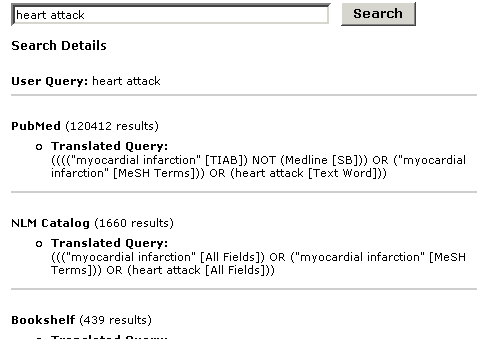 heart attack
Search
Search Details
User Query: heart attack
PubMed (120412 results)
Translated Query:
(((("myocardial infarction" [TIAB]) NOT (Medline [SB])) OR ("myocardial
infarction" [MeSH Terms])) OR (heart attack [Text Word]))
NLM Catalog (1660 results)
Translated Query:
((("myocardial infarction" [All Fields]) OR ("myocardial infarction" [MeSH
Terms])) OR (heart attack [All Fields]))
Bookshelf (439 results)
Translated Query: